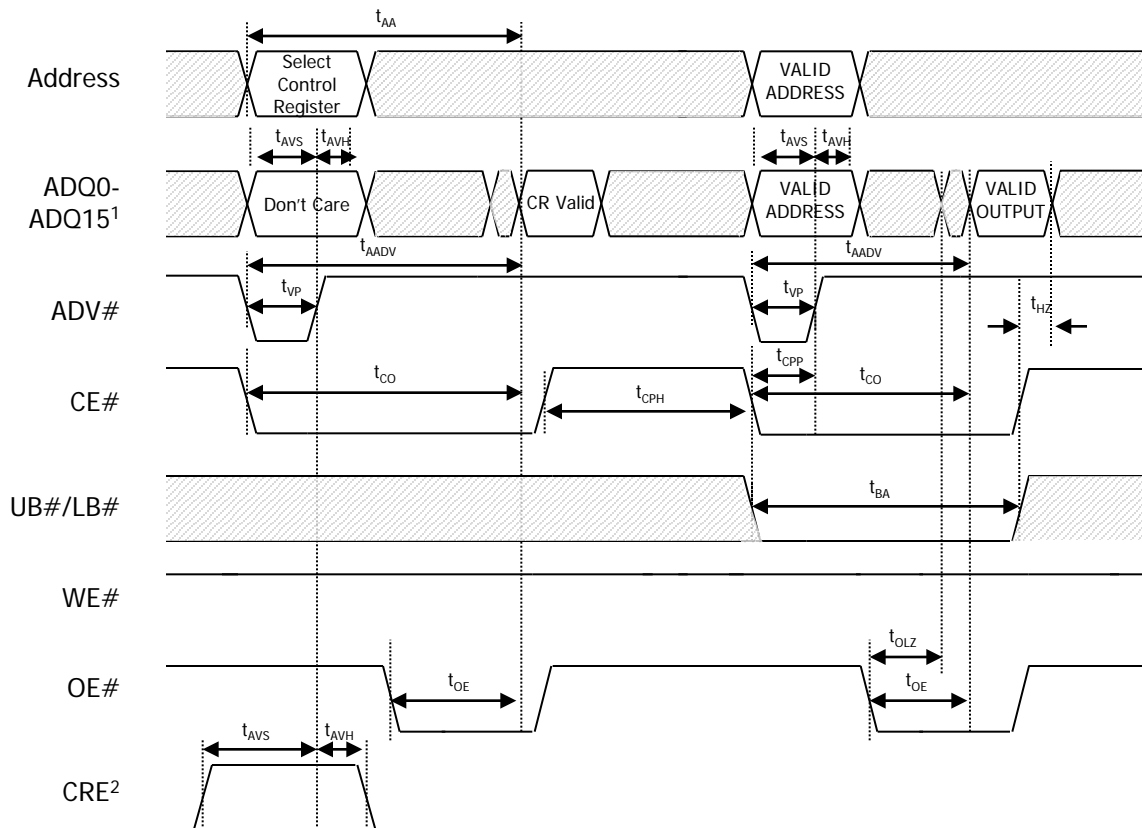 tAA
Address
Select
Control
Register
VALID
ADDRESS
tAVS
tAVH
tAVS
tAVH
ADQ0-
ADQ15¹
Don't Care
CR Valid
VALID
ADDRESS
VALID
OUTPUT
tAADV
tAADV
ADV#
tVP
tVP
tHZ
CE#
tCO
tCPH
tCPP
tCO
UB#/LB#
tBA
WE#
OE#
tOE
tOLZ
tOE
tAVS
tAVH
CRE²